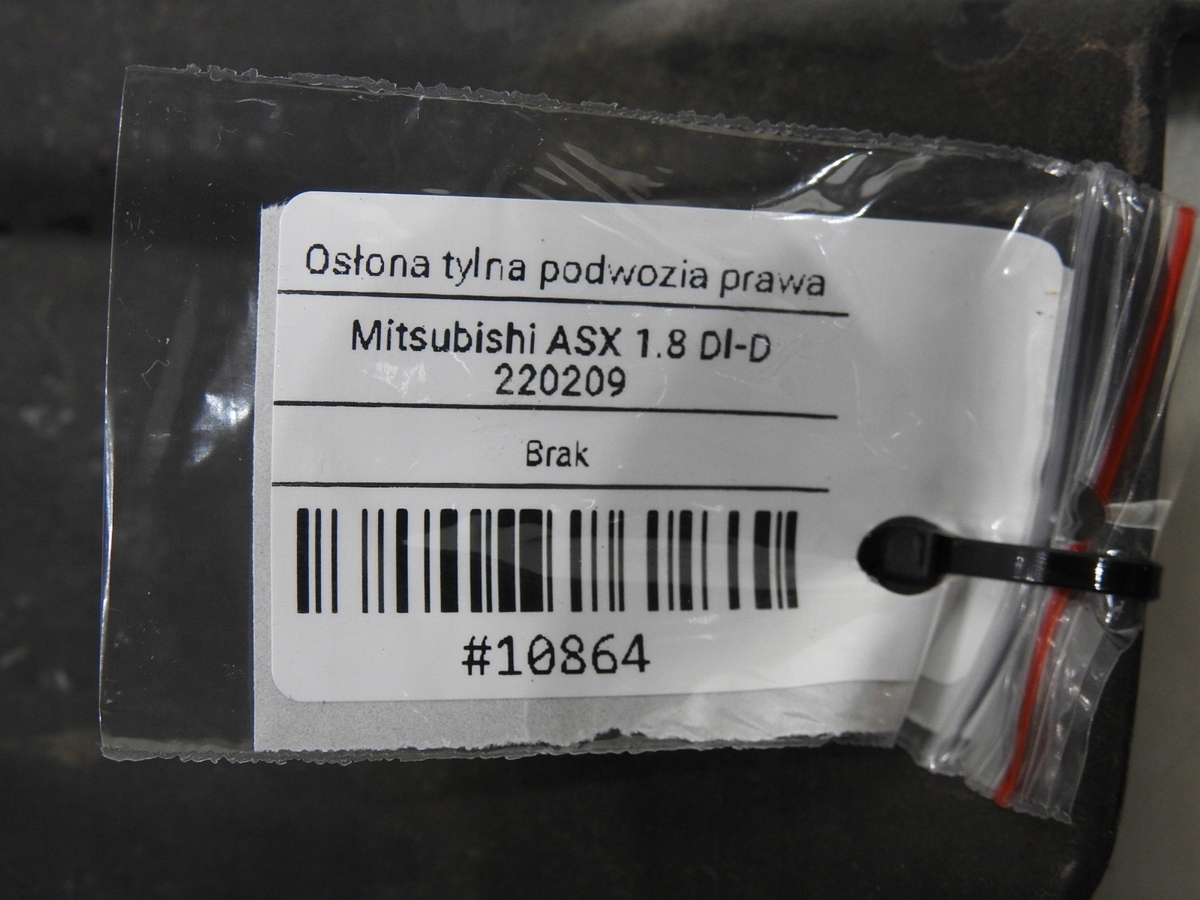 Osłona tylna podwozia prawa
Mitsubishi ASX 1.8 DI-D
220209
Brak
#10864